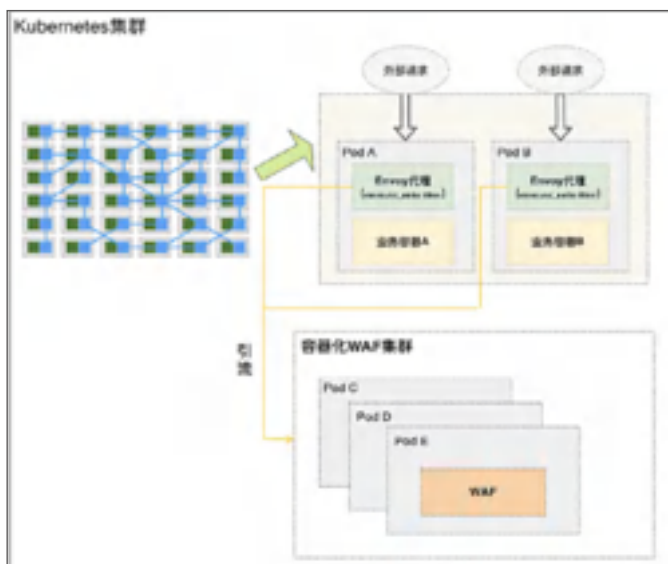 Kubernetes集群
外部请求
外部请求
Pod A
Pod B
Envoy代理
Envoy代理
业务容器A
业务容器B
引流
容器化WAF集群
Pod C
Pod D
Pod E
WAF